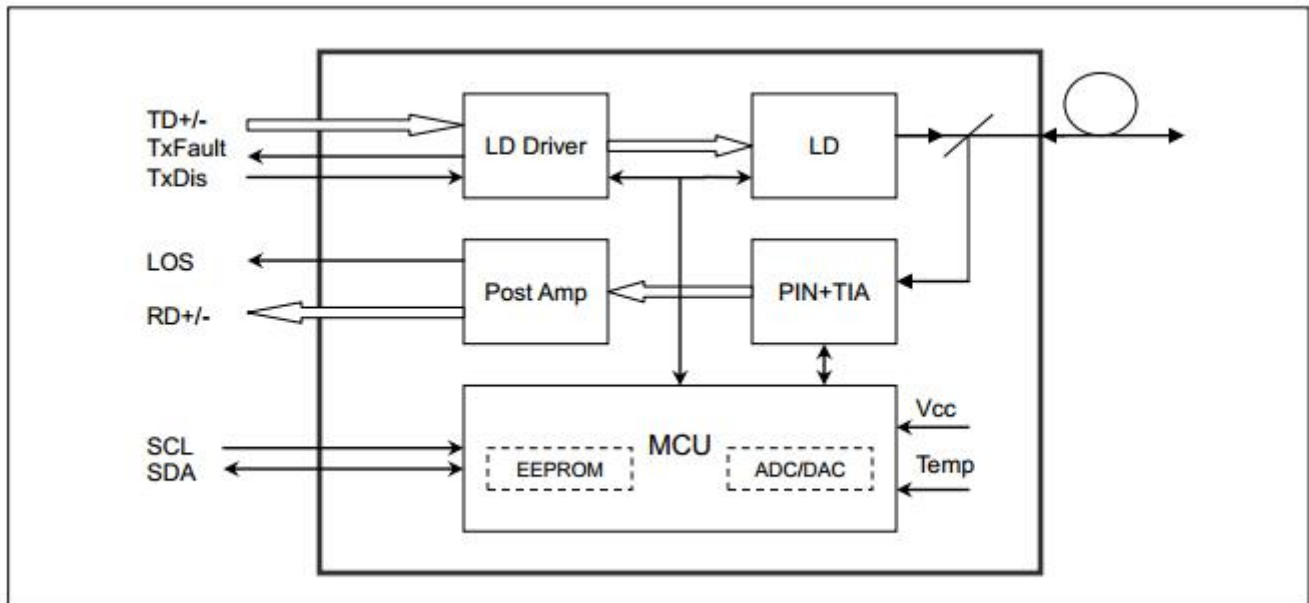 TD+/-
TxFault
TxDis
LD Driver
LD
LOS
RD+/-
Post Amp
PIN+TIA
SCL
SDA
MCU
EEPROM
ADC/DAC
Vcc
Temp